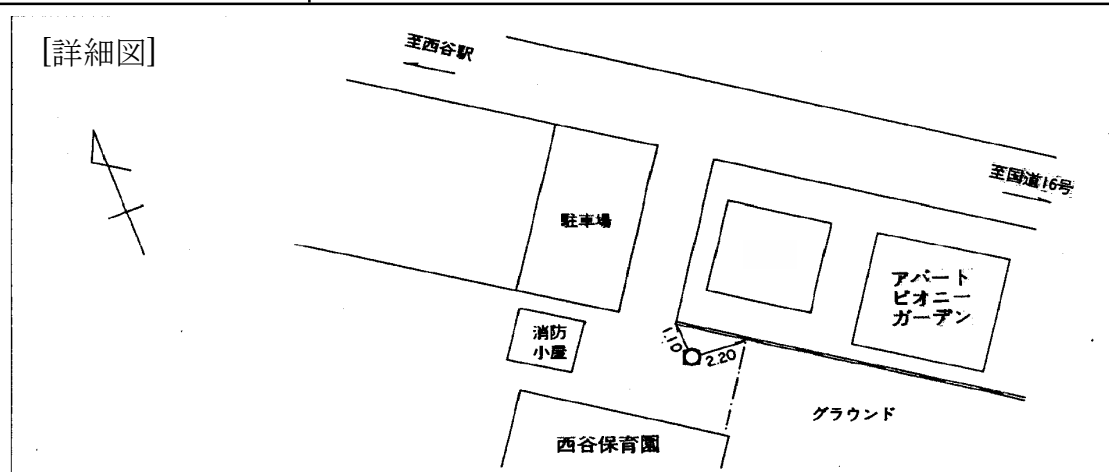 [詳細図]
至西谷駅
至国道16号
駐車場
アパート
ピオニー
ガーデン
消防
小屋
1.10
2.20
グラウンド
西谷保育園